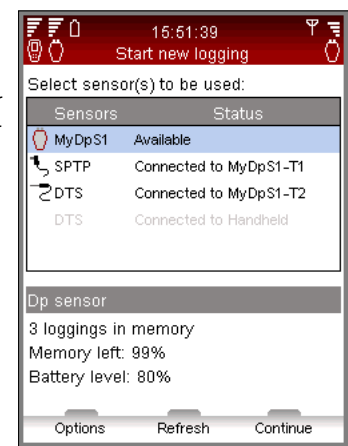 15:51:39
Start new logging
Select sensor(s) to be used:
Sensors Status
MyDpS1 Available
SPTP Connected to MyDpS1-T1
DTS Connected to MyDpS1-T2
DTS Connected to Handheld
Dp sensor
3 loggings in memory
Memory left: 99%
Battery level: 80%
Options Refresh Continue